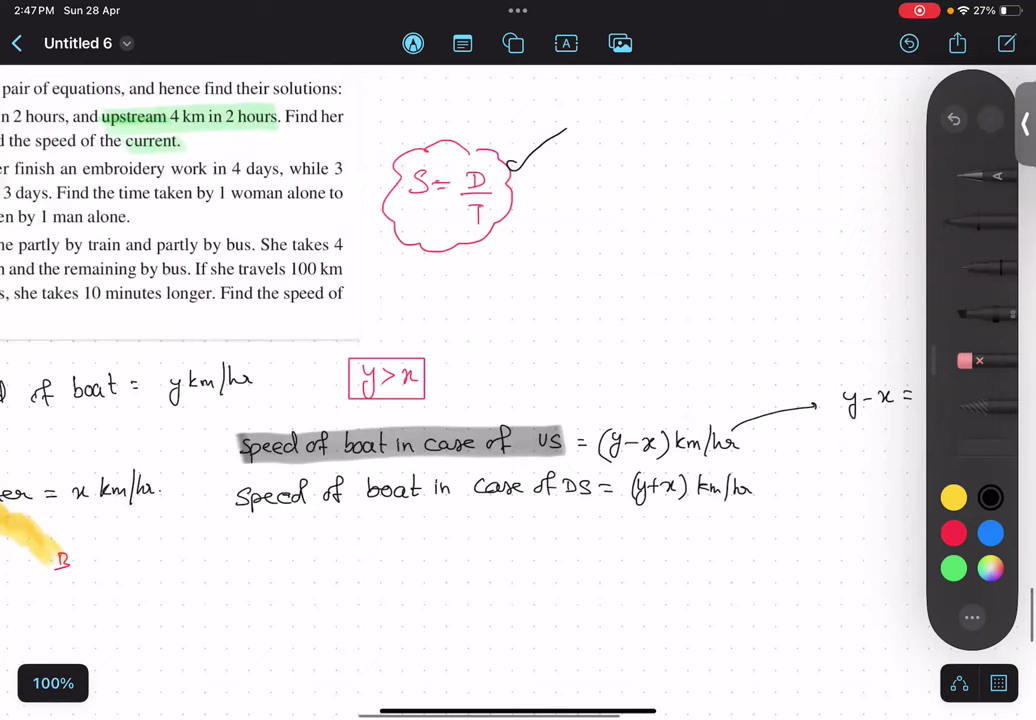 2:47PM Sun 28 Apr
27%
Untitled 6
pair of equations, and hence find their solutions:
n 2 hours, and upstream 4 km in 2 hours. Find her
d the speed of the current.
er finish an embroidery work in 4 days, while 3
3 days. Find the time taken by 1 woman alone to
en by 1 man alone.
ne partly by train and partly by bus. She takes 4
n and the remaining by bus. If she travels 100 km
s, she takes 10 minutes longer. Find the speed of
S = D/T
of boat = y km/hr
y > x
y - x =
Speed of boat in case of US = (y-x) km/hr
er = x km/hr.
Speed of boat in case of DS = (y+x) km/hr
B
100%